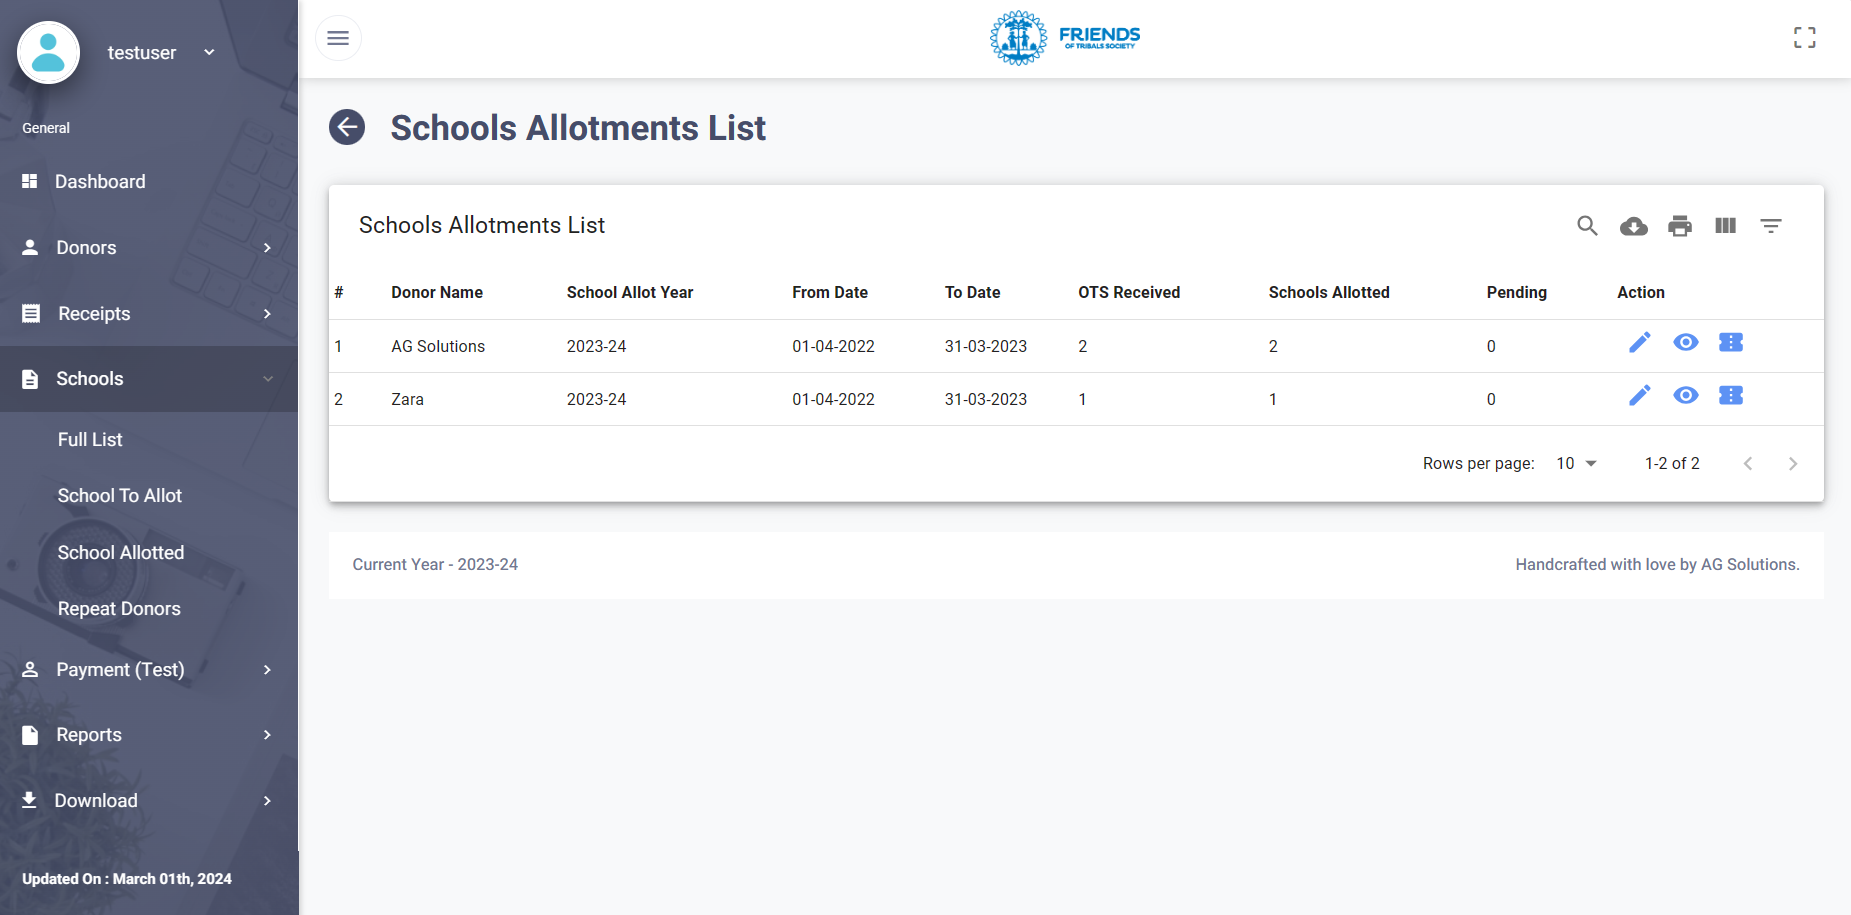 testuser
General
Dashboard
Donors
Receipts
Schools
Full List
School To Allot
School Allotted
Repeat Donors
Payment (Test)
Reports
Download
Updated On : March 01th, 2024
FRIENDS
OF TRIBALS SOCIETY
Schools Allotments List
Schools Allotments List
# Donor Name School Allot Year From Date To Date OTS Received Schools Allotted Pending Action
1 AG Solutions 2023-24 01-04-2022 31-03-2023 2 2 0
2 Zara 2023-24 01-04-2022 31-03-2023 1 1 0
Rows per page: 10 1-2 of 2
Current Year - 2023-24 Handcrafted with love by AG Solutions.